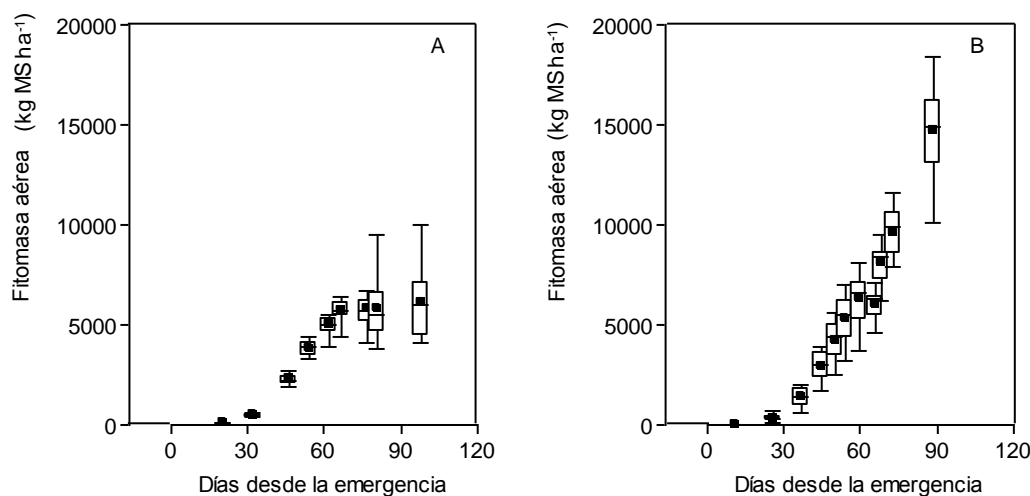 20000
15000
10000
5000
0
A
Fitomasa aérea (kg MS ha-1)
0 30 60 90 120
Días desde la emergencia
20000
15000
10000
5000
0
B
Fitomasa aérea (kg MS ha-1)
0 30 60 90 120
Días desde la emergencia